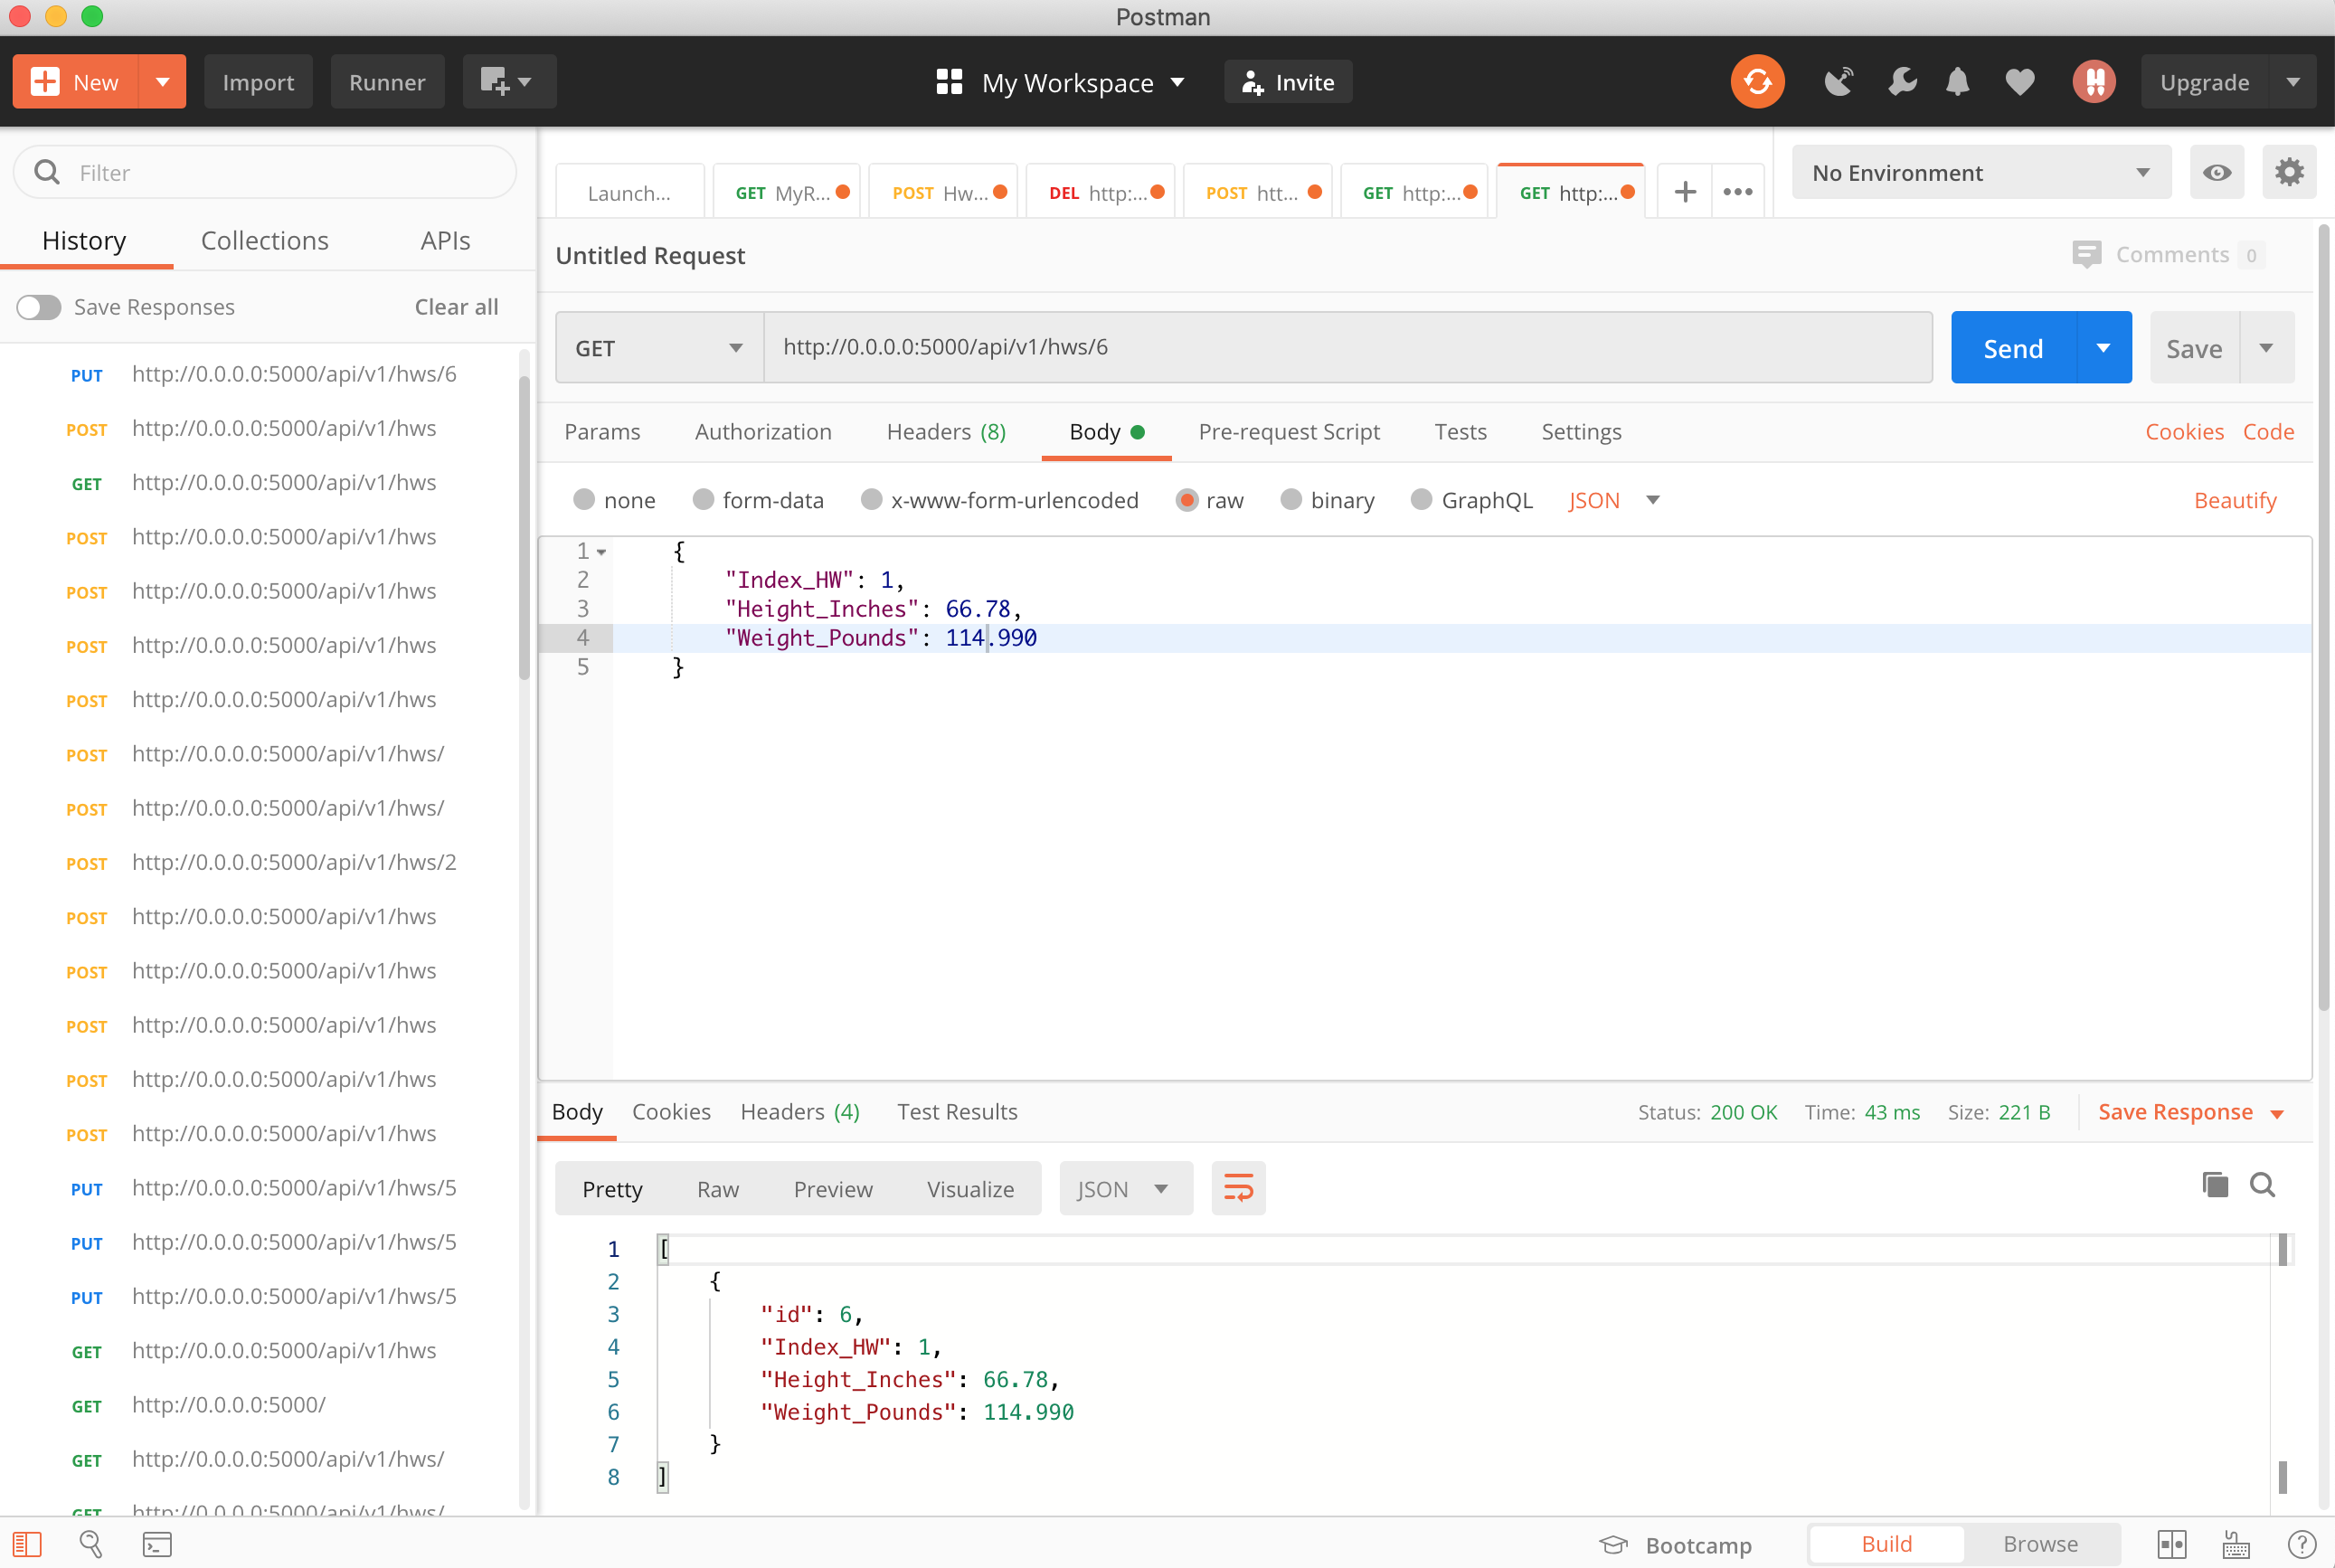 Postman
New
Import
Runner
My Workspace
Invite
Upgrade
Filter
History
Collections
APIs
Save Responses
Clear all
PUT http://0.0.0.0:5000/api/v1/hws/6
POST http://0.0.0.0:5000/api/v1/hws
GET http://0.0.0.0:5000/api/v1/hws
POST http://0.0.0.0:5000/api/v1/hws
POST http://0.0.0.0:5000/api/v1/hws
POST http://0.0.0.0:5000/api/v1/hws
POST http://0.0.0.0:5000/api/v1/hws
POST http://0.0.0.0:5000/api/v1/hws/
POST http://0.0.0.0:5000/api/v1/hws/
POST http://0.0.0.0:5000/api/v1/hws/2
POST http://0.0.0.0:5000/api/v1/hws
POST http://0.0.0.0:5000/api/v1/hws
POST http://0.0.0.0:5000/api/v1/hws
POST http://0.0.0.0:5000/api/v1/hws
POST http://0.0.0.0:5000/api/v1/hws
PUT http://0.0.0.0:5000/api/v1/hws/5
PUT http://0.0.0.0:5000/api/v1/hws/5
PUT http://0.0.0.0:5000/api/v1/hws/5
GET http://0.0.0.0:5000/api/v1/hws
GET http://0.0.0.0:5000/
GET http://0.0.0.0:5000/api/v1/hws/
GET http://0.0.0.0:5000/api/v1/hws/
Launch...
GET MyR...
POST Hw...
DEL http:...
POST htt...
GET http:...
GET http:...
No Environment
Untitled Request
Comments 0
GET
http://0.0.0.0:5000/api/v1/hws/6
Send
Save
Params
Authorization
Headers (8)
Body
Pre-request Script
Tests
Settings
Cookies
Code
none
form-data
x-www-form-urlencoded
raw
binary
GraphQL
JSON
Beautify
1 {
2 "Index_HW": 1,
3 "Height_Inches": 66.78,
4 "Weight_Pounds": 114.990
5 }
Body
Cookies
Headers (4)
Test Results
Status: 200 OK
Time: 43 ms
Size: 221 B
Save Response
Pretty
Raw
Preview
Visualize
JSON
1 [
2 {
3 "id": 6,
4 "Index_HW": 1,
5 "Height_Inches": 66.78,
6 "Weight_Pounds": 114.990
7 }
8 ]
Bootcamp
Build
Browse